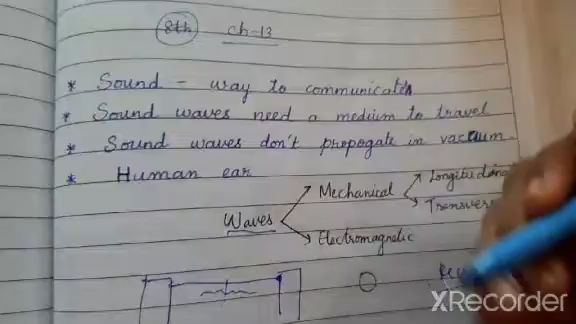 8th ch-13
* Sound - way to communicate
* Sound waves need a medium to travel
* Sound waves don't propogate in vacuum.
* Human ear
Mechanical Longitudinal
Waves Transvers
Electromagnetic
XRecorder